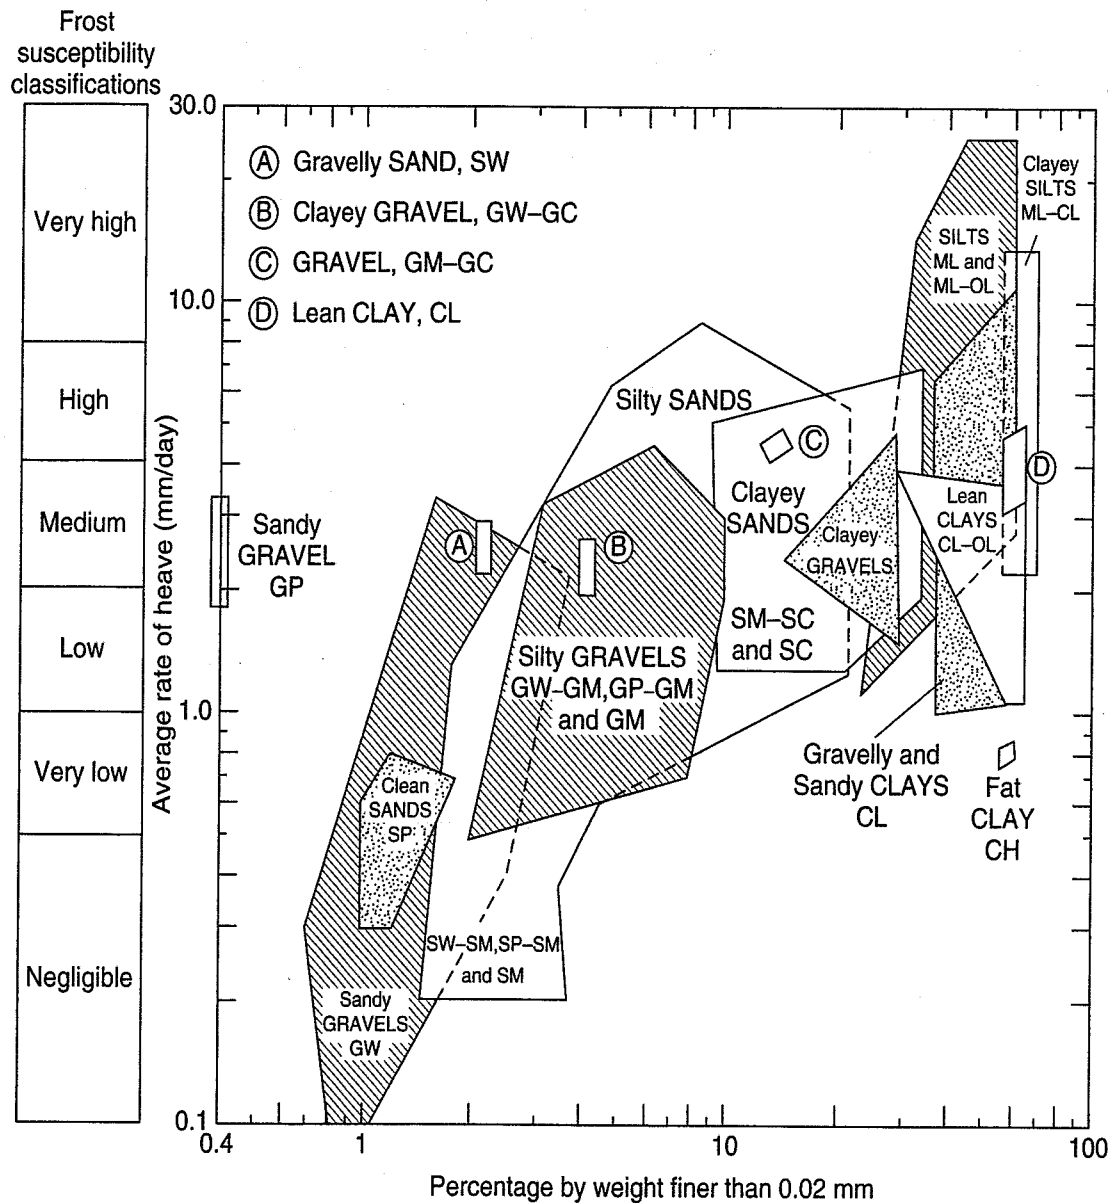 Frost
susceptibility
classifications
Very high
High
Medium
Low
Very low
Negligible
Average rate of heave (mm/day)
30.0
10.0
1.0
0.1
Ⓐ Gravelly SAND, SW
Ⓑ Clayey GRAVEL, GW–GC
Ⓒ GRAVEL, GM–GC
Ⓓ Lean CLAY, CL
Clayey
SILTS
ML–CL
SILTS
ML and
ML–OL
Silty SANDS
Ⓒ
Ⓓ
Clayey
SANDS
Lean
CLAYS
CL–OL
Sandy
GRAVEL
GP
Ⓐ
Ⓑ
Clayey
GRAVELS
SM–SC
and SC
Silty GRAVELS
GW–GM,GP–GM
and GM
Clean
SANDS
SP
Gravelly and
Sandy CLAYS
CL
Fat
CLAY
CH
SW–SM,SP–SM
and SM
Sandy
GRAVELS
GW
0.4
1
10
100
Percentage by weight finer than 0.02 mm